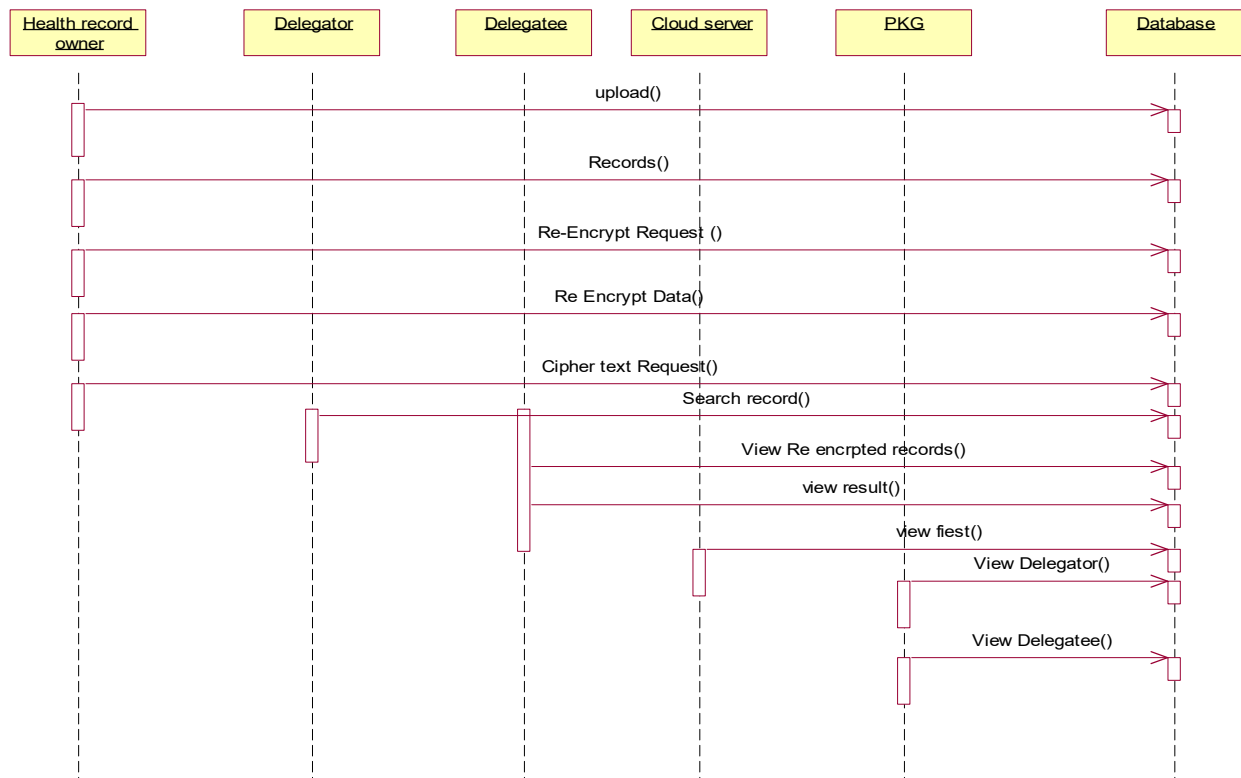 Health record owner
Delegator
Delegatee
Cloud server
PKG
Database
upload()
Records()
Re-Encrypt Request ()
Re Encrypt Data()
Cipher text Request()
Search record()
View Re encrpted records()
view result()
view fiest()
View Delegator()
View Delegatee()